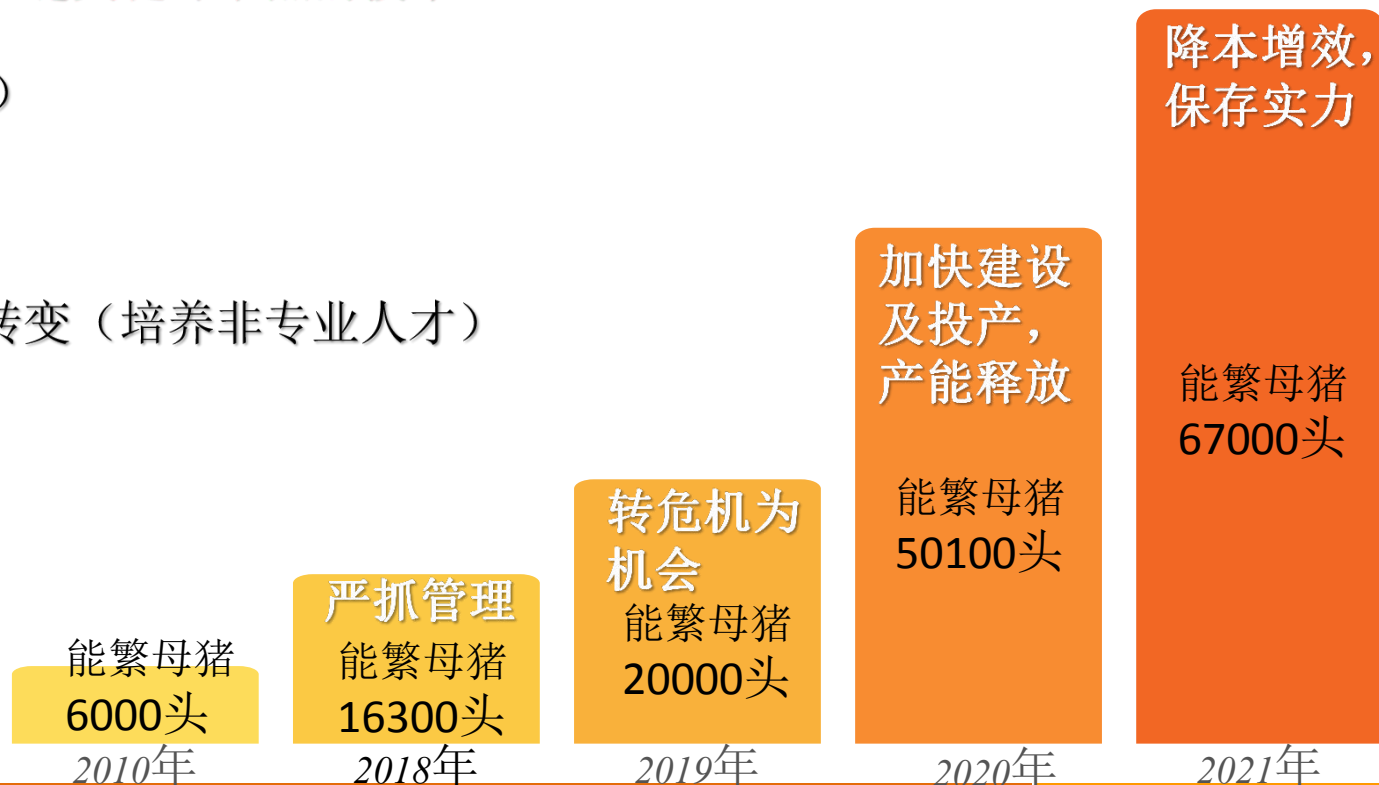 ）
转变（培养非专业人才）
能繁母猪
6000头
2010年
严抓管理
能繁母猪
16300头
2018年
转危机为
机会
能繁母猪
20000头
2019年
加快建设
及投产，
产能释放
能繁母猪
50100头
2020年
降本增效，
保存实力
能繁母猪
67000头
2021年